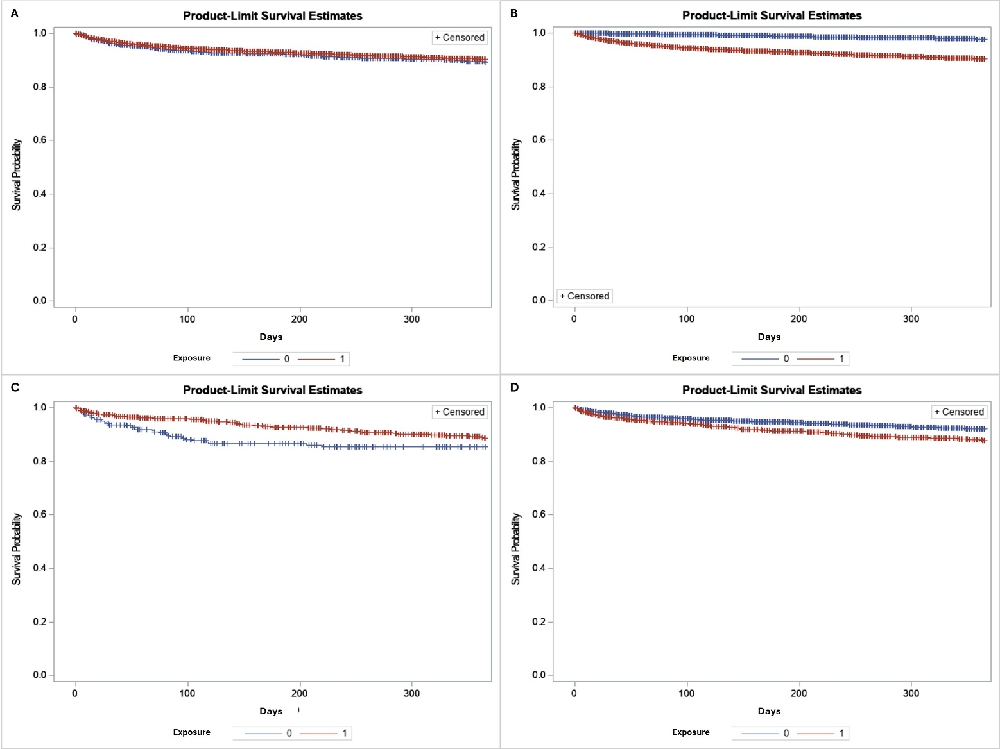 A
Product-Limit Survival Estimates
+ Censored
1.0
0.8
0.6
0.4
0.2
0.0
Survival Probability
0 100 200 300
Days
Exposure 0 1
B
Product-Limit Survival Estimates
1.0
0.8
0.6
0.4
0.2
0.0
Survival Probability
+ Censored
0 100 200 300
Days
Exposure 0 1
C
Product-Limit Survival Estimates
+ Censored
1.0
0.8
0.6
0.4
0.2
0.0
Survival Probability
0 100 200 300
Days
Exposure 0 1
D
Product-Limit Survival Estimates
+ Censored
1.0
0.8
0.6
0.4
0.2
0.0
Survival Probability
0 100 200 300
Days
Exposure 0 1